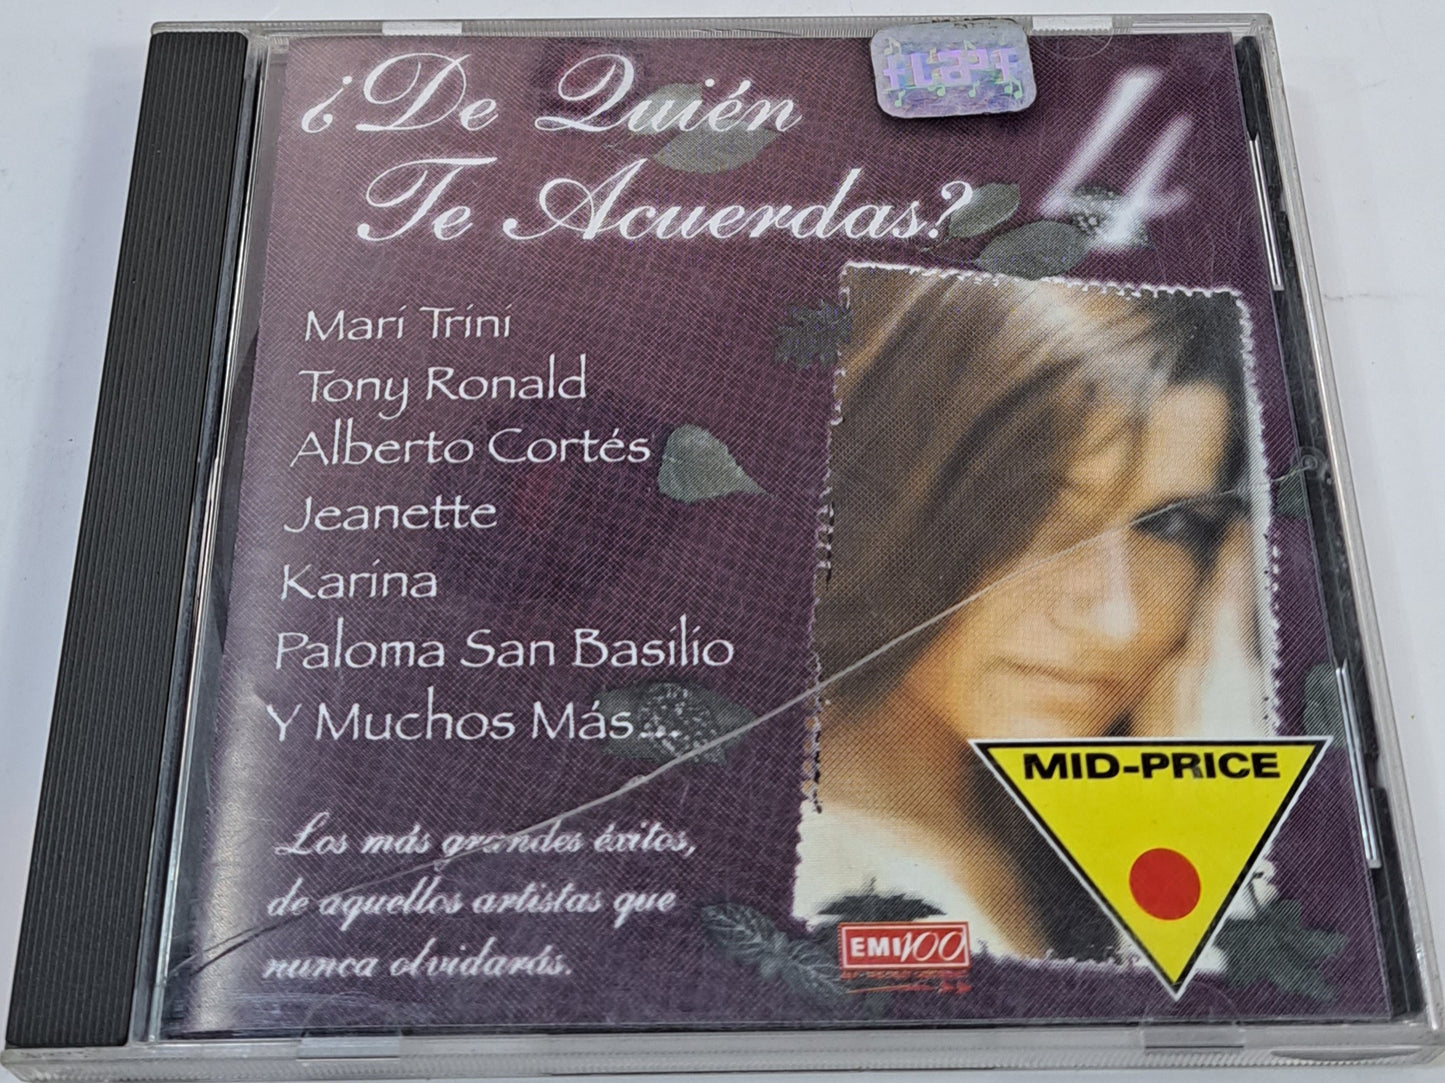 ¿De Quién
Te Acuerdas? 4
Mari Trini
Tony Ronald
Alberto Cortés
Jeanette
Karina
Paloma San Basilio
Y Muchos Más...
Los más grandes éxitos,
de aquellos artistas que
nunca olvidarás.
MID-PRICE
EMI 100